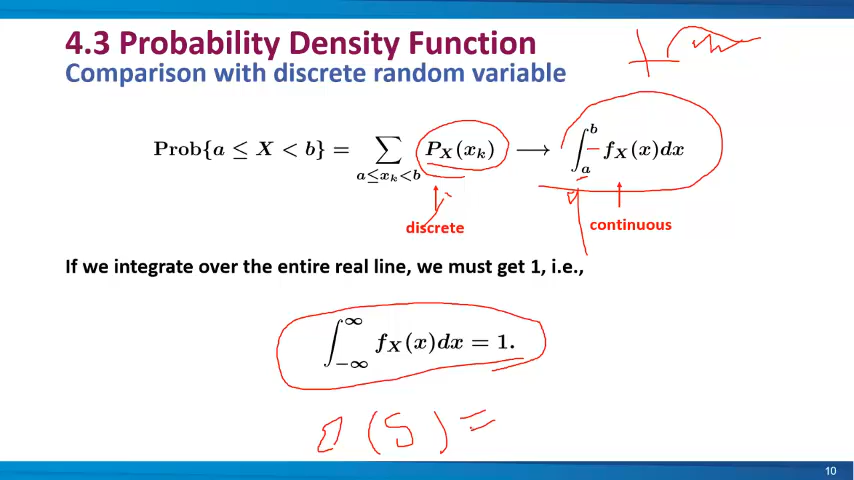 4.3 Probability Density Function
Comparison with discrete random variable
Prob{a ≤ X < b} = ∑_{a≤x_k<b} P_X(x_k) ⟶ ∫_a^b f_X(x)dx
discrete continuous
If we integrate over the entire real line, we must get 1, i.e.,
∫_{-∞}^{∞} f_X(x)dx = 1.
(S) =
10